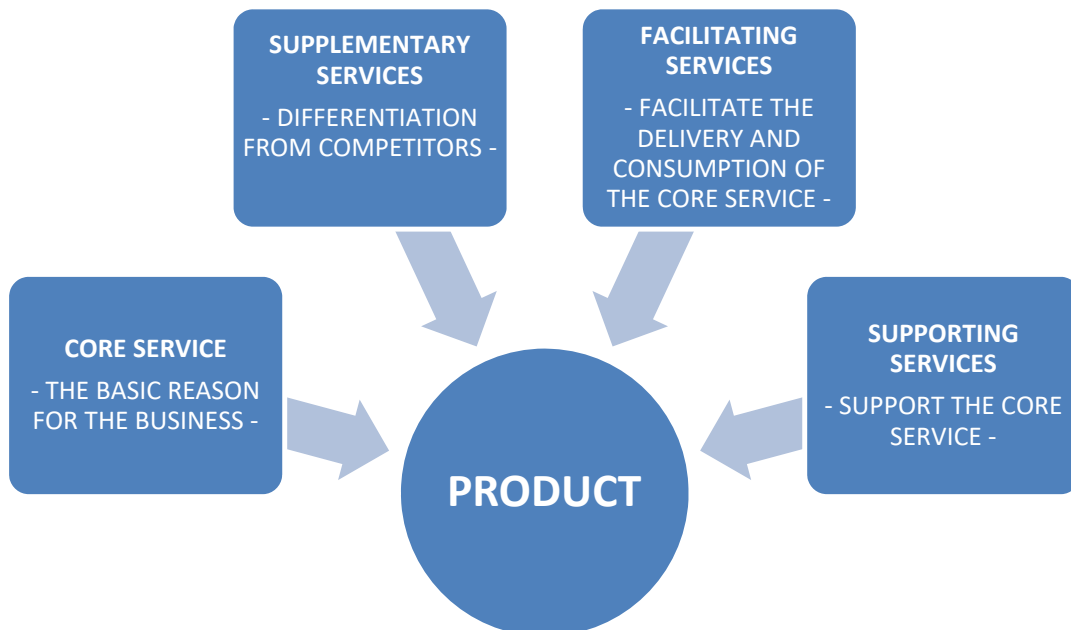 SUPPLEMENTARY
SERVICES
- DIFFERENTIATION
FROM COMPETITORS -
FACILITATING
SERVICES
- FACILITATE THE
DELIVERY AND
CONSUMPTION OF
THE CORE SERVICE -
CORE SERVICE
- THE BASIC REASON
FOR THE BUSINESS -
SUPPORTING
SERVICES
- SUPPORT THE CORE
SERVICE -
PRODUCT